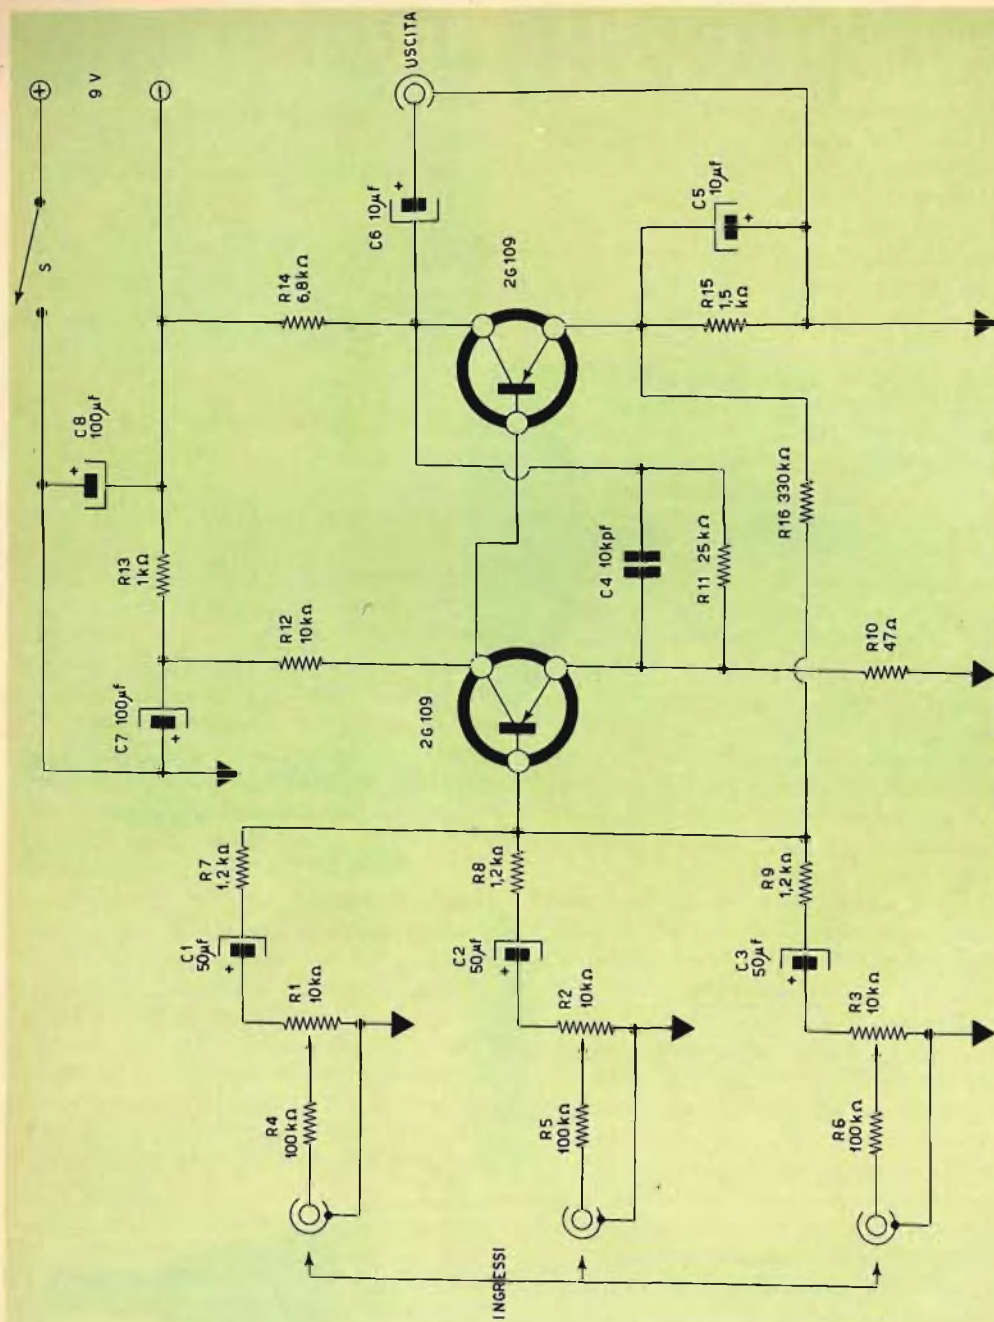 +
9 V
−
S
C8
100µf
+
R13
1kΩ
C7 100µf
+
R12
10kΩ
R14
6,8kΩ
C6 10µf
+
USCITA
2G109
2G109
C5
10µf
+
R15
1,5
kΩ
C4 10kpf
R11 25kΩ
R16 330kΩ
R10
47Ω
R7
1,2kΩ
C1
50µf
+
R1
10kΩ
R4
100kΩ
R8
1,2kΩ
C2
50µf
+
R2
10kΩ
R5
100kΩ
R9
1,2kΩ
C3
50µf
+
R3
10kΩ
R6
100kΩ
INGRESSI